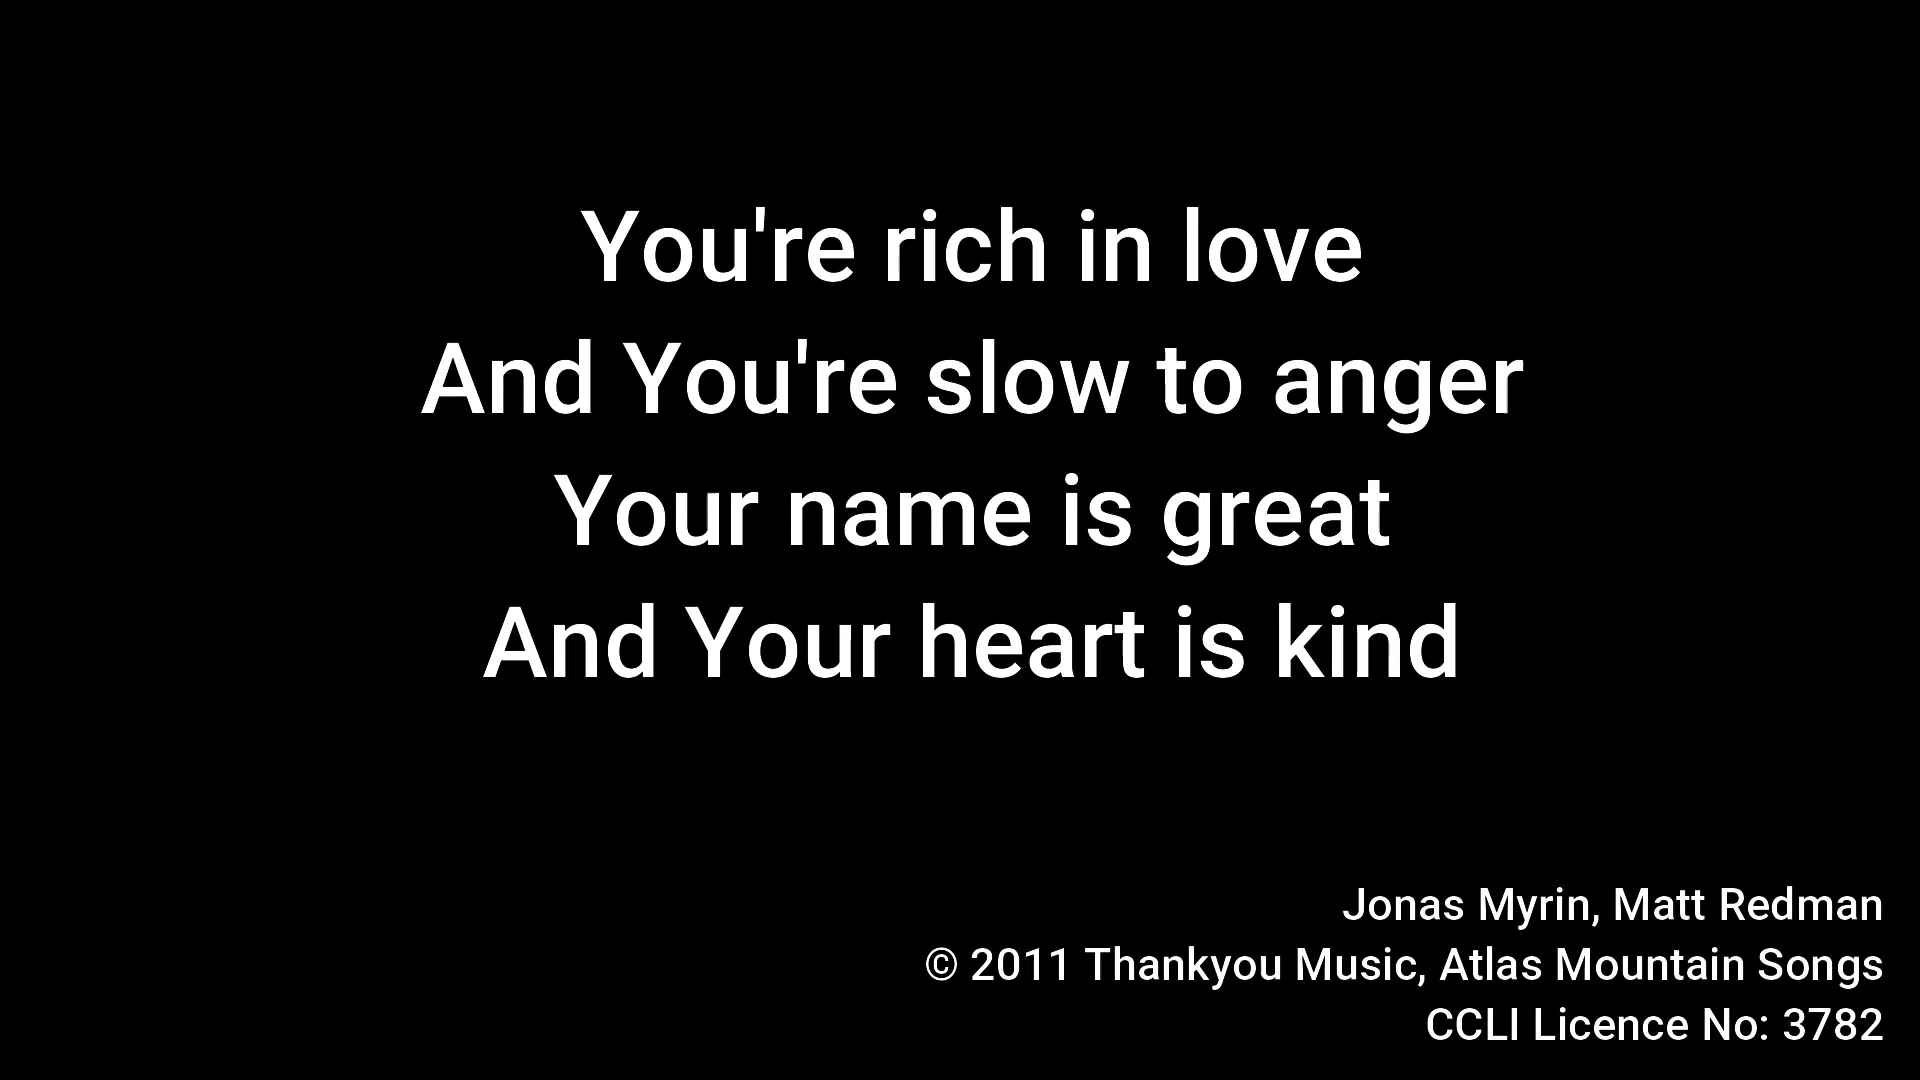 You're rich in love
And You're slow to anger
Your name is great
And Your heart is kind
Jonas Myrin, Matt Redman
© 2011 Thankyou Music, Atlas Mountain Songs
CCLI Licence No: 3782